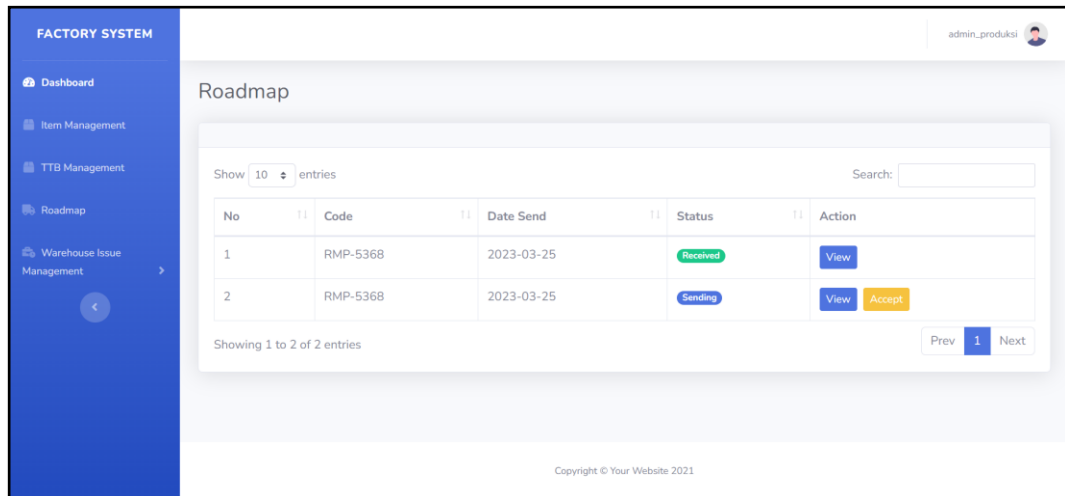 FACTORY SYSTEM
admin_produksi
Dashboard
Item Management
TTB Management
Roadmap
Warehouse Issue
Management
Roadmap
Show 10 entries
Search:
No Code Date Send Status Action
1 RMP-5368 2023-03-25 Received View
2 RMP-5368 2023-03-25 Sending View Accept
Showing 1 to 2 of 2 entries
Prev 1 Next
Copyright © Your Website 2021